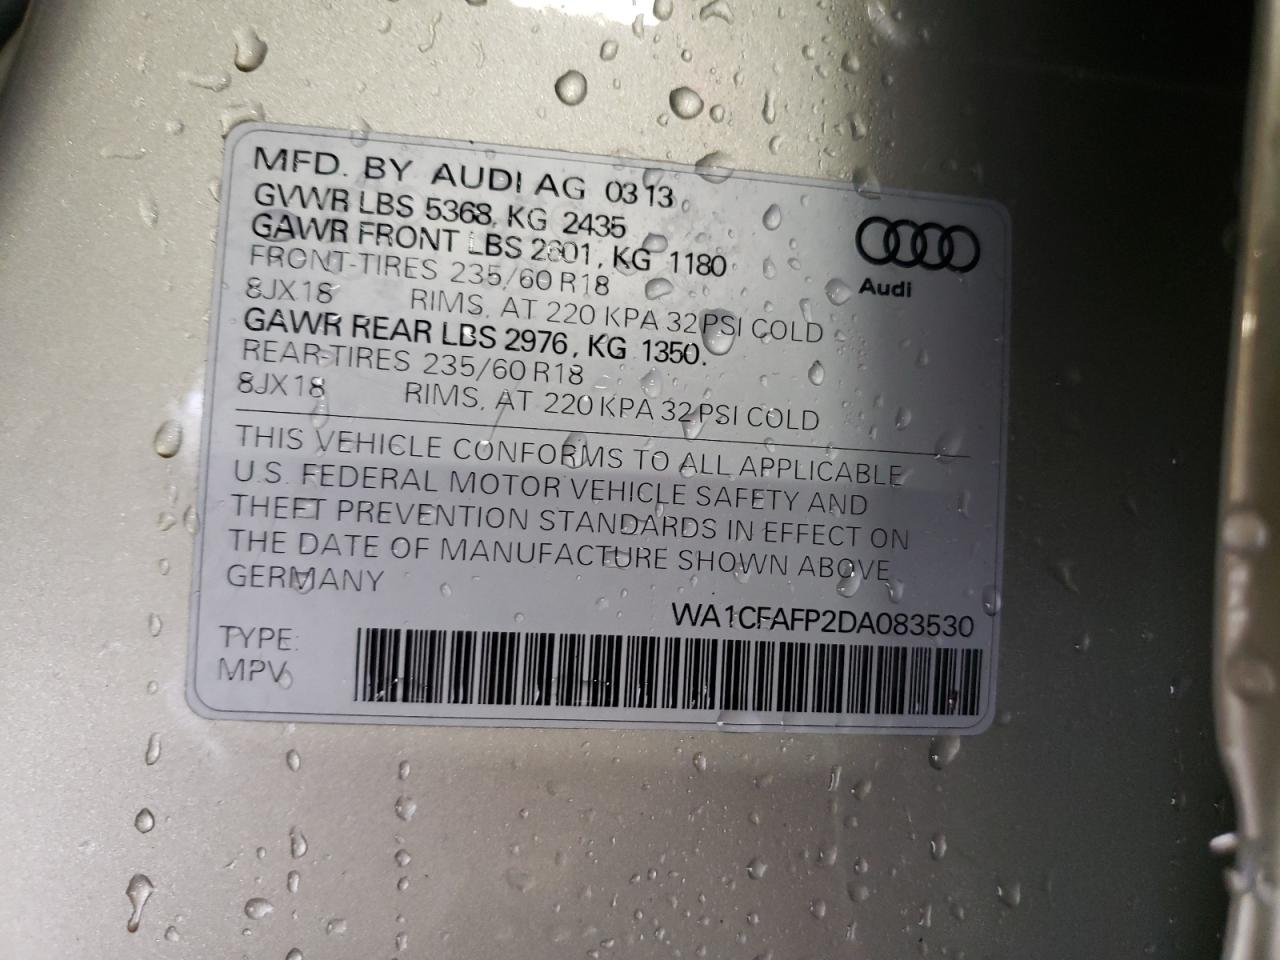 MFD. BY AUDI AG 03 13
GVWR LBS 5368, KG 2435
GAWR FRONT LBS 2601, KG 1180
FRONT-TIRES 235/60 R18
8JX18 RIMS, AT 220 KPA 32 PSI COLD
GAWR REAR LBS 2976, KG 1350.
REAR-TIRES 235/60 R18
8JX18 RIMS, AT 220 KPA 32 PSI COLD
Audi
THIS VEHICLE CONFORMS TO ALL APPLICABLE
U.S. FEDERAL MOTOR VEHICLE SAFETY AND
THEFT PREVENTION STANDARDS IN EFFECT ON
THE DATE OF MANUFACTURE SHOWN ABOVE
GERMANY
WA1CFAFP2DA083530
TYPE:
MPV